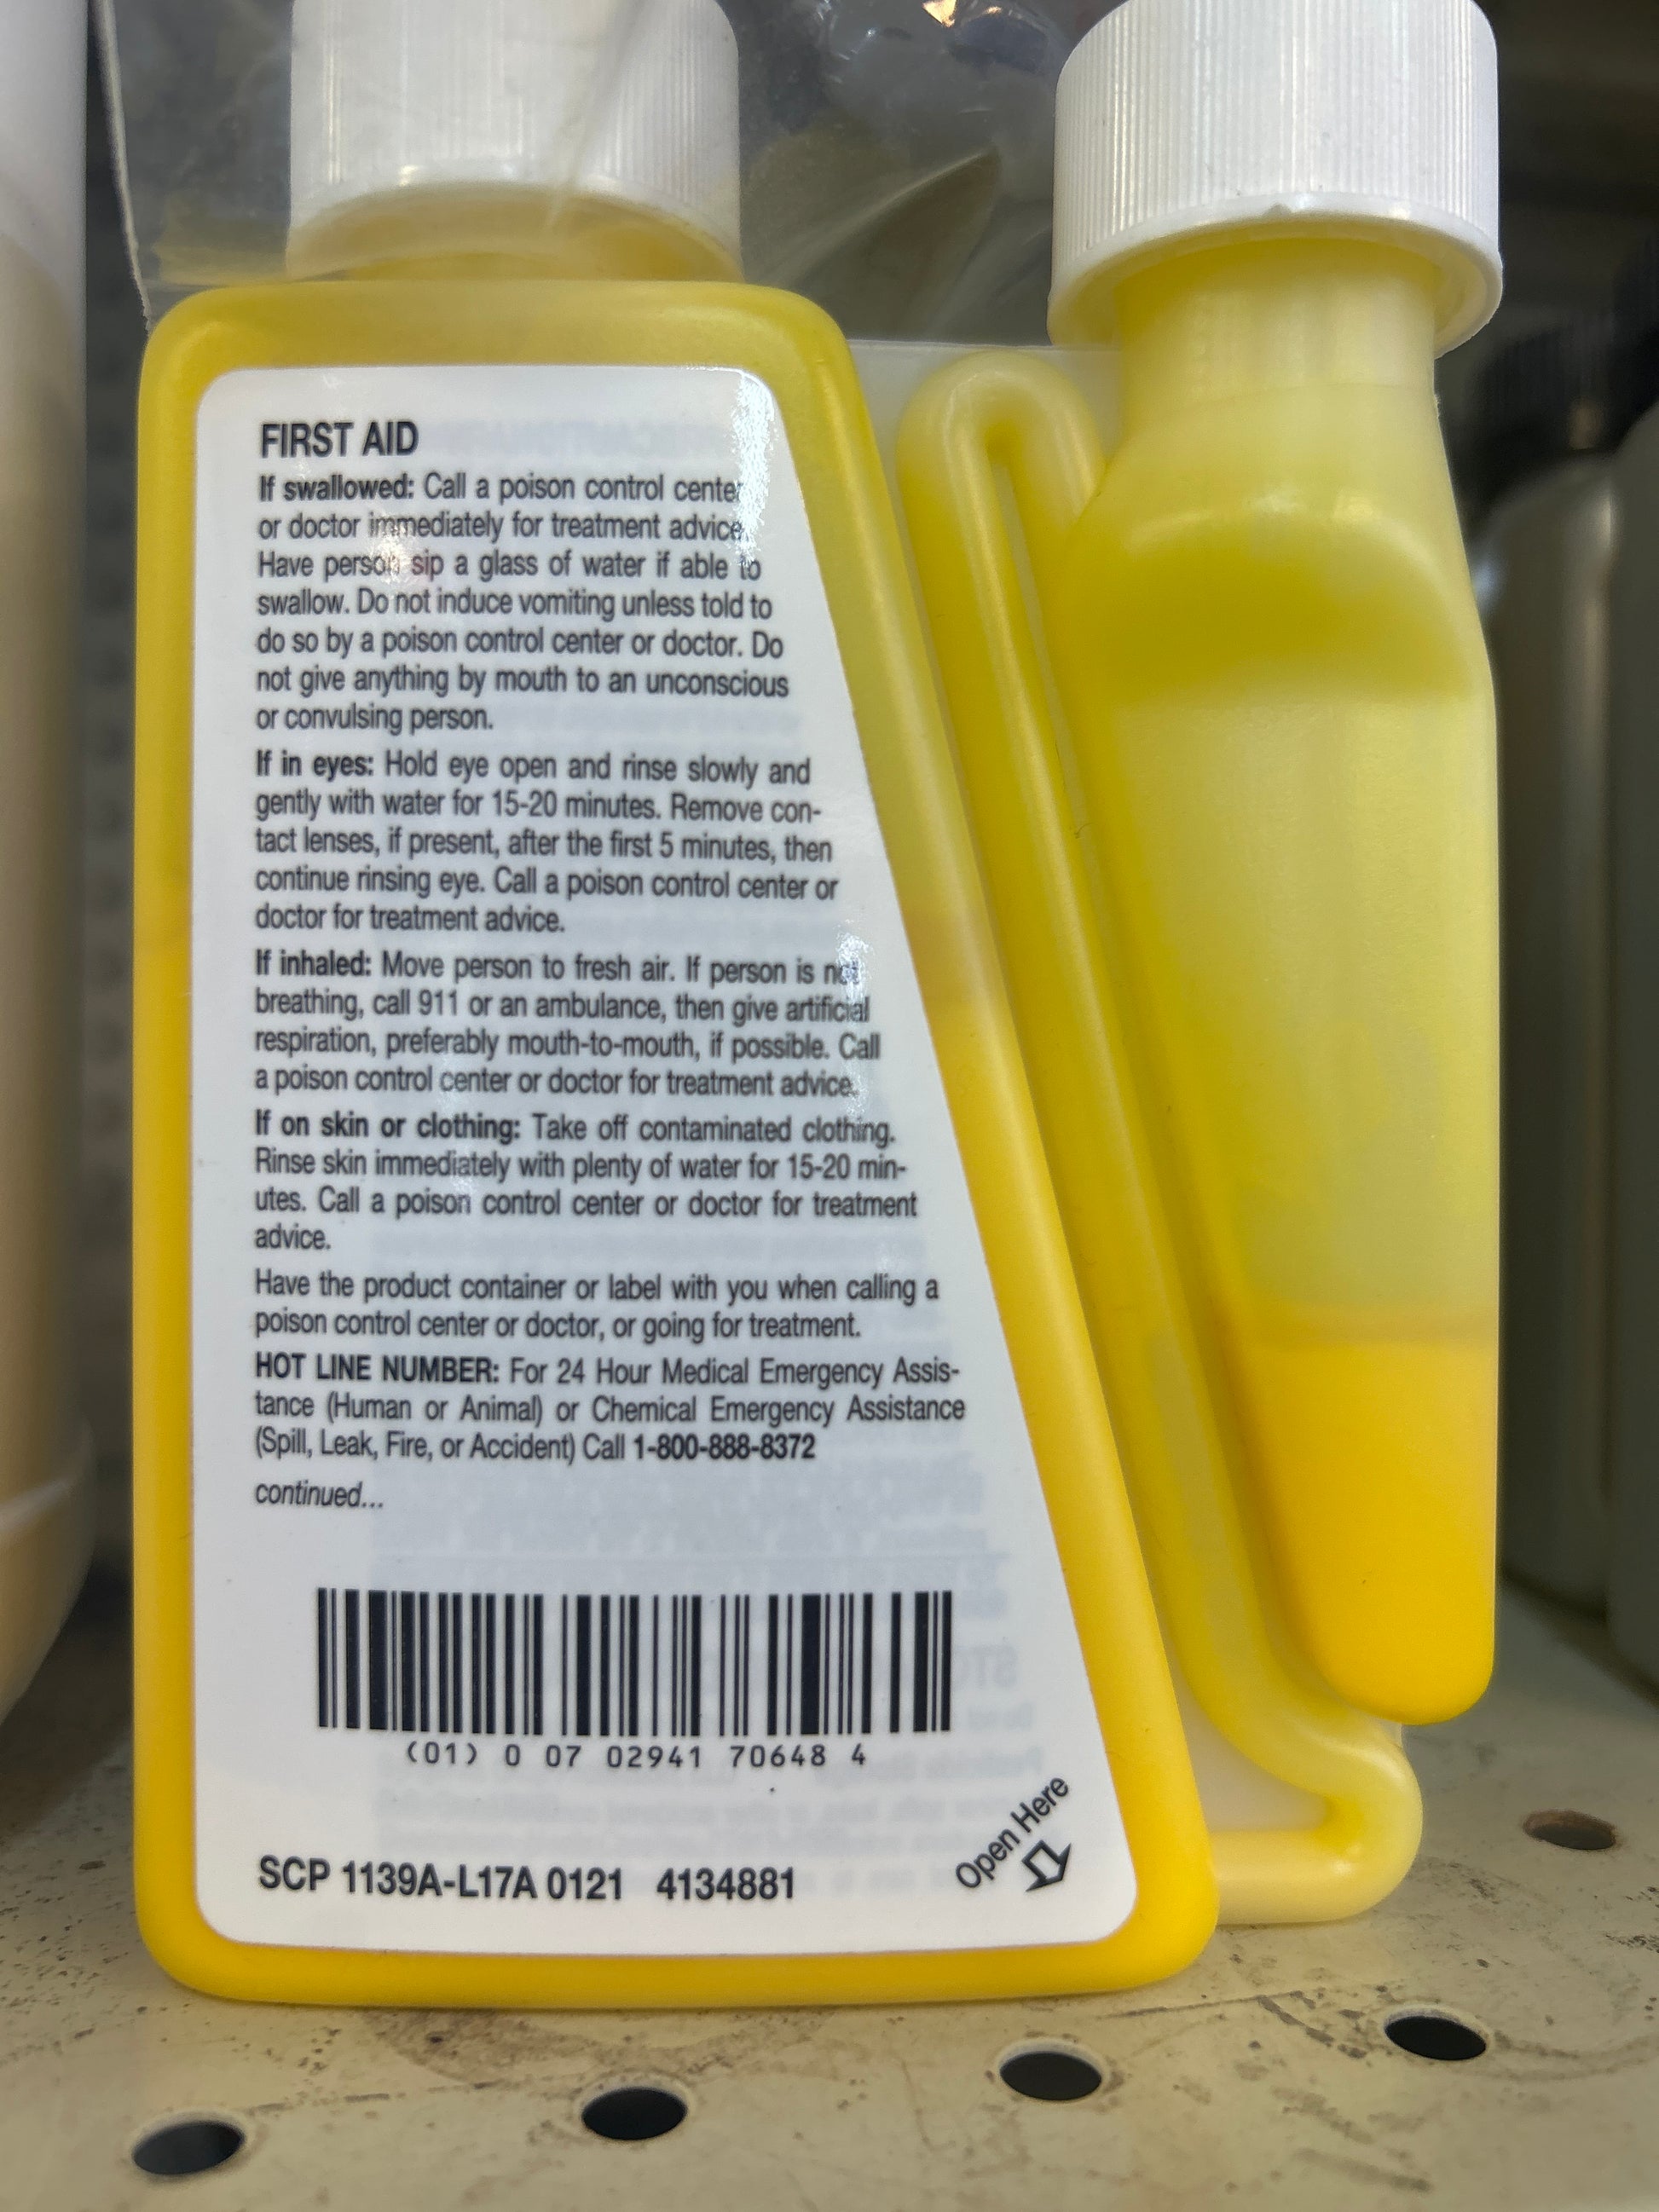 FIRST AID
If swallowed: Call a poison control center
or doctor immediately for treatment advice.
Have person sip a glass of water if able to
swallow. Do not induce vomiting unless told to
do so by a poison control center or doctor. Do
not give anything by mouth to an unconscious
or convulsing person.
If in eyes: Hold eye open and rinse slowly and
gently with water for 15-20 minutes. Remove con-
tact lenses, if present, after the first 5 minutes, then
continue rinsing eye. Call a poison control center or
doctor for treatment advice.
If inhaled: Move person to fresh air. If person is not
breathing, call 911 or an ambulance, then give artificial
respiration, preferably mouth-to-mouth, if possible. Call
a poison control center or doctor for treatment advice.
If on skin or clothing: Take off contaminated clothing.
Rinse skin immediately with plenty of water for 15-20 min-
utes. Call a poison control center or doctor for treatment
advice.
Have the product container or label with you when calling a
poison control center or doctor, or going for treatment.
HOT LINE NUMBER: For 24 Hour Medical Emergency Assis-
tance (Human or Animal) or Chemical Emergency Assistance
(Spill, Leak, Fire, or Accident) Call 1-800-888-8372
continued...
(01) 0 07 02941 70648 4
Open Here
SCP 1139A-L17A 0121 4134881